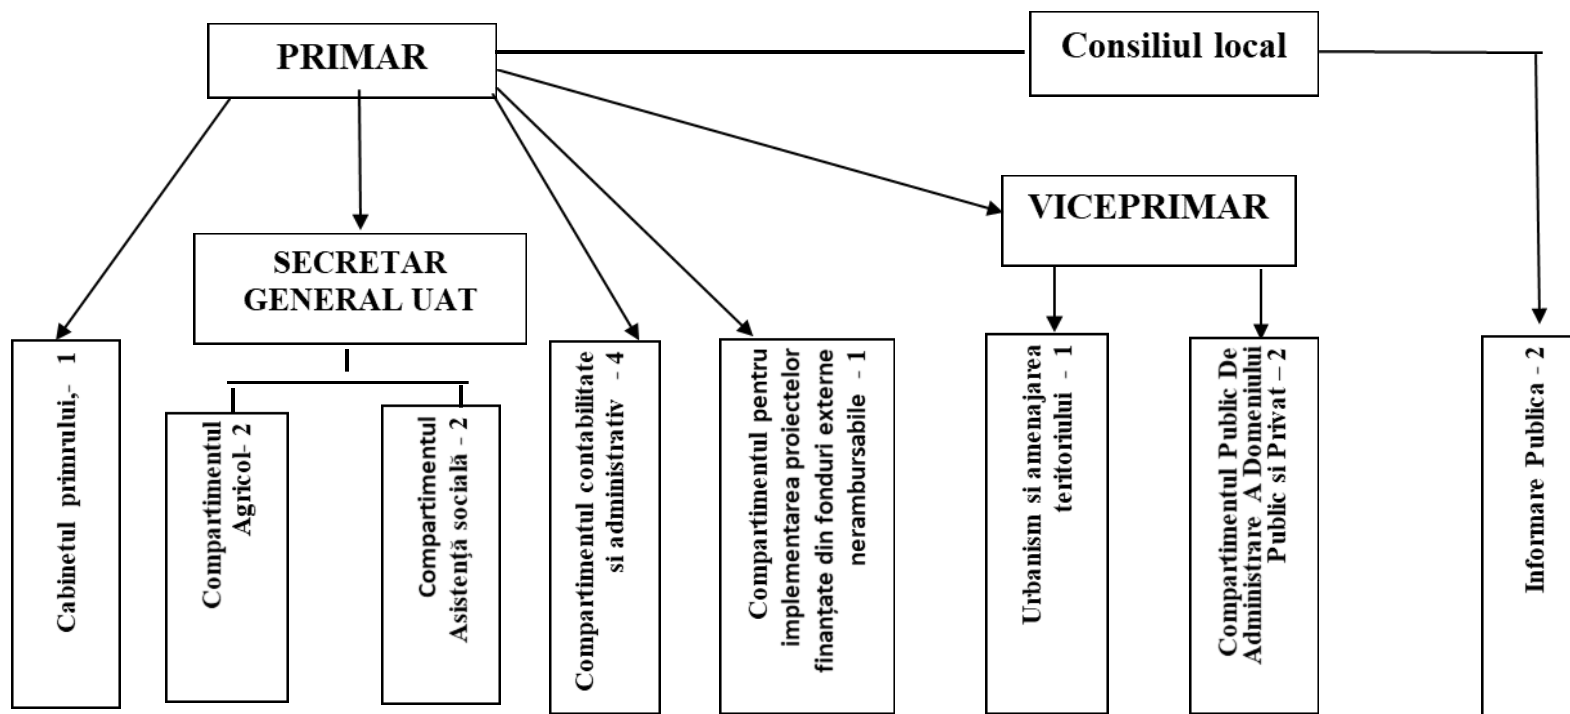 PRIMAR
Consiliul local
VICEPRIMAR
SECRETAR
GENERAL UAT
Cabinetul primrului,- 1
Compartimentul
Agricol- 2
Compartimentul
Asistență socială - 2
Compartimentul contabilitate
si administrativ - 4
Compartimentul pentru
implementarea proiectelor
finanțate din fonduri externe
nerambursabile - 1
Urbanism si amenajarea
teritoriului - 1
Compartimentul Public De
Administrare A Domeniului
Public si Privat – 2
Informare Publica - 2